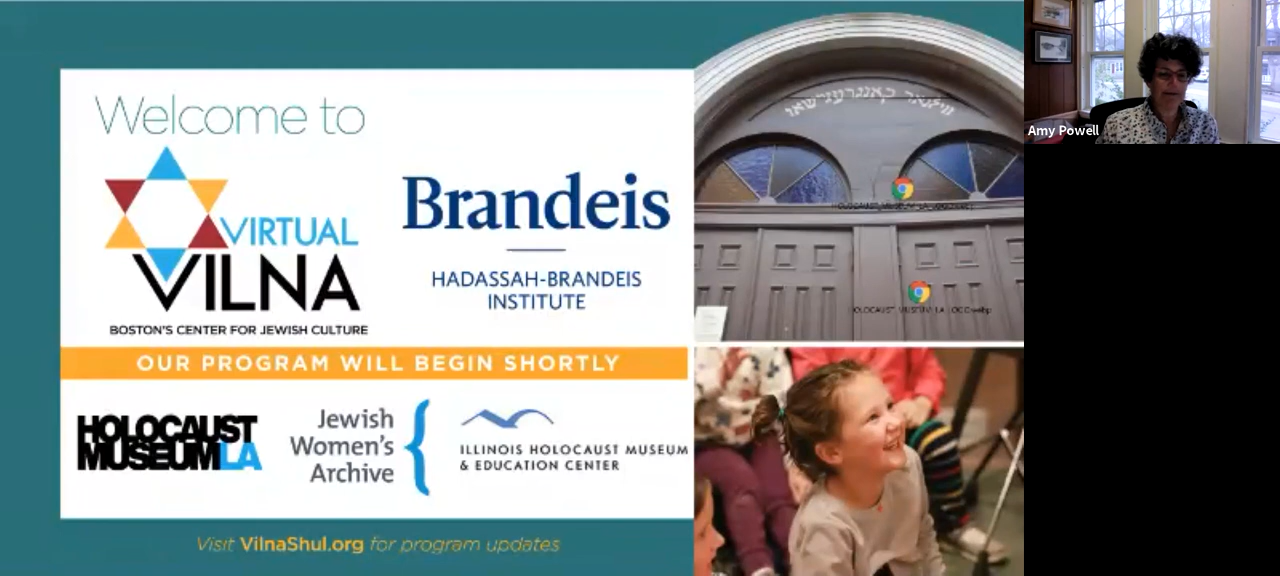 Welcome to
VIRTUAL
VILNA
BOSTON'S CENTER FOR JEWISH CULTURE
Brandeis
HADASSAH-BRANDEIS
INSTITUTE
OUR PROGRAM WILL BEGIN SHORTLY
HOLOCAUST
MUSEUMLA
Jewish
Women's
Archive
ILLINOIS HOLOCAUST MUSEUM
& EDUCATION CENTER
Visit VilnaShul.org for program updates
Amy Powell